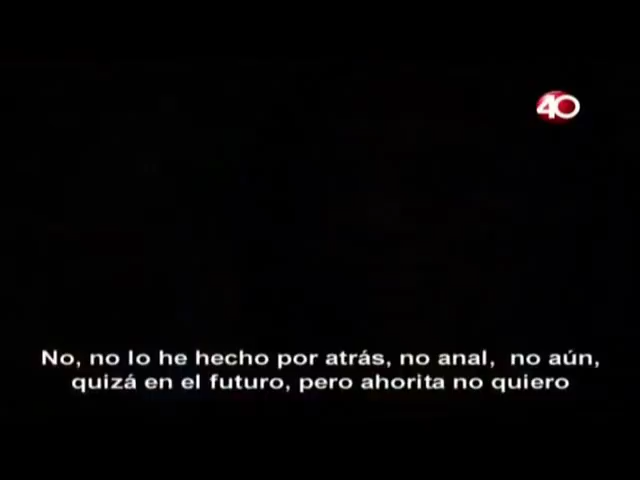 40
No, no lo he hecho por atrás, no anal, no aún,
quizá en el futuro, pero ahorita no quiero